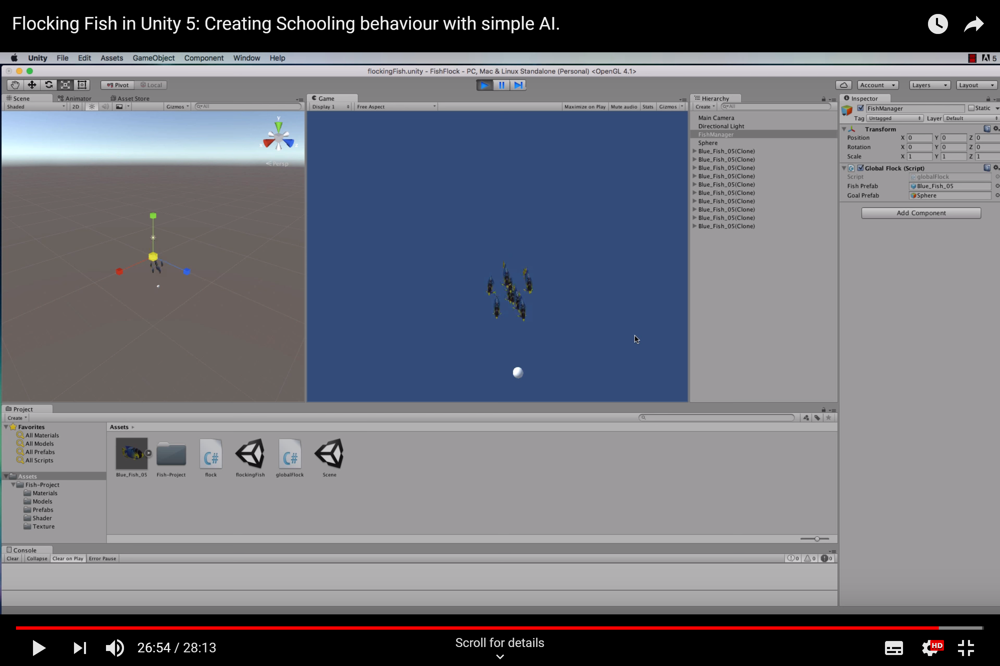 Flocking Fish in Unity 5: Creating Schooling behaviour with simple AI.
Unity File Edit Assets GameObject Component Window Help 5
flockingFish.unity - FishFlock - PC, Mac & Linux Standalone (Personal) <OpenGL 4.1>
Pivot Local Account Layers Layout
Scene Animator Asset Store
Shaded 2D Gizmos All
y
x z
Persp
Game
Display 1 Free Aspect Maximize on Play Mute audio Stats Gizmos
Hierarchy
Create All
Main Camera
Directional Light
FishManager
Sphere
Blue_Fish_05(Clone)
Blue_Fish_05(Clone)
Blue_Fish_05(Clone)
Blue_Fish_05(Clone)
Blue_Fish_05(Clone)
Blue_Fish_05(Clone)
Blue_Fish_05(Clone)
Blue_Fish_05(Clone)
Blue_Fish_05(Clone)
Blue_Fish_05(Clone)
Inspector
FishManager Static
Tag Untagged Layer Default
Transform
Position X 0 Y 0 Z 0
Rotation X 0 Y 0 Z 0
Scale X 1 Y 1 Z 1
Global Flock (Script)
Script globalFlock
Fish Prefab Blue_Fish_05
Goal Prefab Sphere
Add Component
Project
Create
Favorites
All Materials
All Models
All Prefabs
All Scripts
Assets
Fish-Project
Materials
Models
Prefabs
Shader
Texture
Assets
C# C#
Blue_Fish_05 Fish-Project flock flockingFish globalFlock Scene
Console
Clear Collapse Clear on Play Error Pause 0 0 0
26:54 / 28:13
Scroll for details
HD